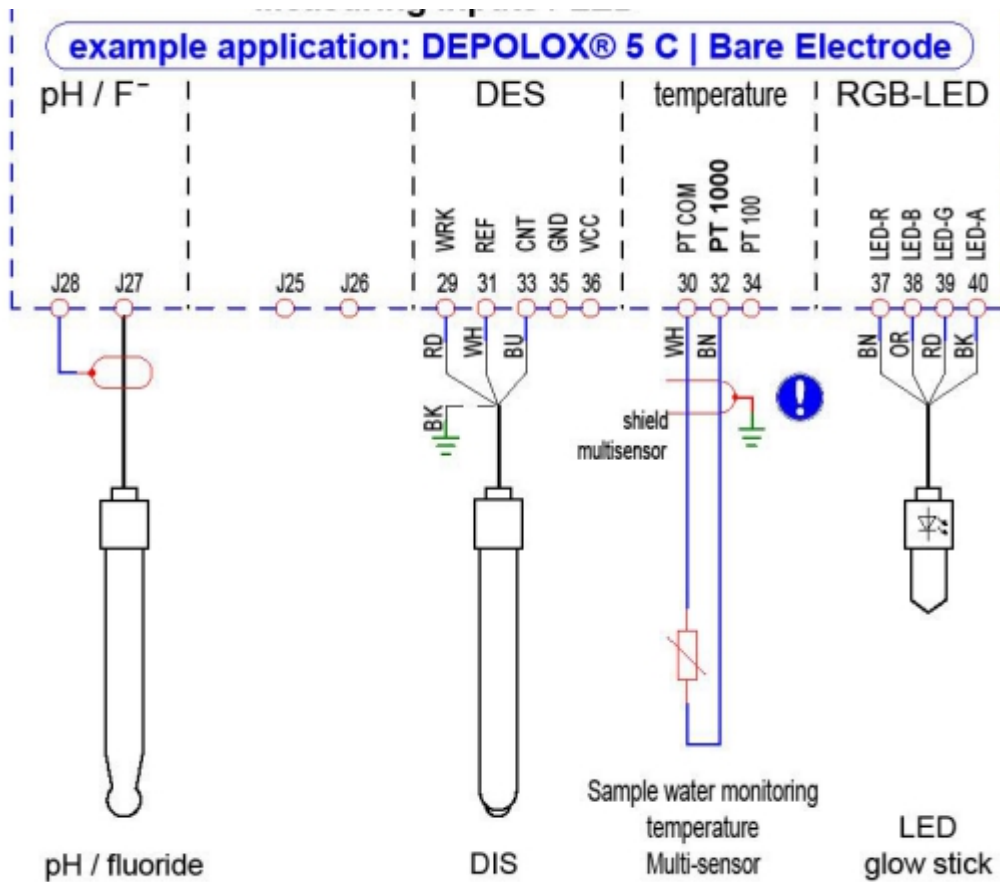 example application: DEPOLOX® 5 C | Bare Electrode
pH / F⁻
DES
temperature
RGB-LED
WRK
REF
CNT
GND
VCC
PT COM
PT 1000
PT 100
LED-R
LED-B
LED-G
LED-A
J28
J27
J25
J26
29
31
33
35
36
30
32
34
37
38
39
40
RD
WH
BU
WH
BN
BN
OR
RD
BK
BK
!
shield
multisensor
Sample water monitoring
temperature
Multi-sensor
pH / fluoride
DIS
LED
glow stick